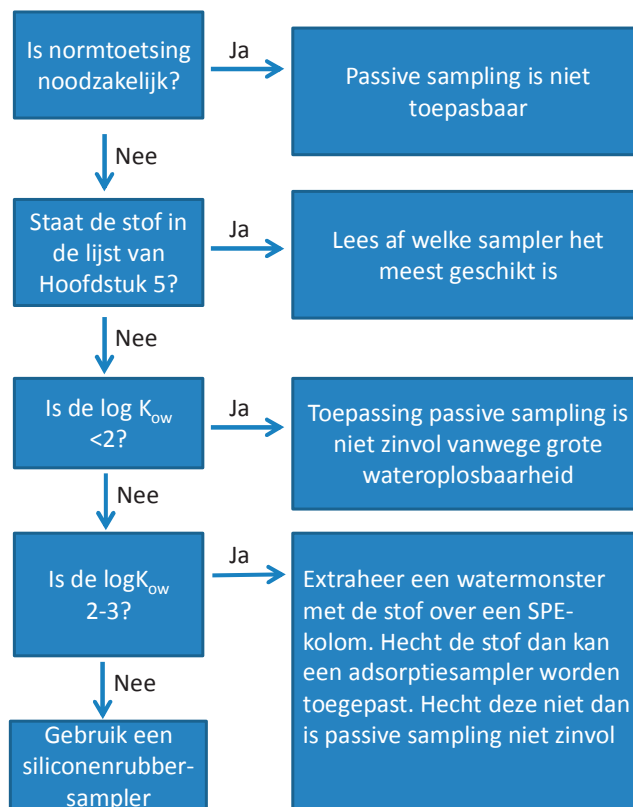 Is normtoetsing
noodzakelijk?
Ja
Passive sampling is niet
toepasbaar
Nee
Staat de stof in
de lijst van
Hoofdstuk 5?
Ja
Lees af welke sampler het
meest geschikt is
Nee
Is de log Kow
<2?
Ja
Toepassing passive sampling is
niet zinvol vanwege grote
wateroplosbaarheid
Nee
Is de logKow
2-3?
Ja
Extraheer een watermonster
met de stof over een SPE-
kolom. Hecht de stof dan kan
een adsorptiesampler worden
toegepast. Hecht deze niet dan
is passive sampling niet zinvol
Nee
Gebruik een
siliconenrubber-
sampler